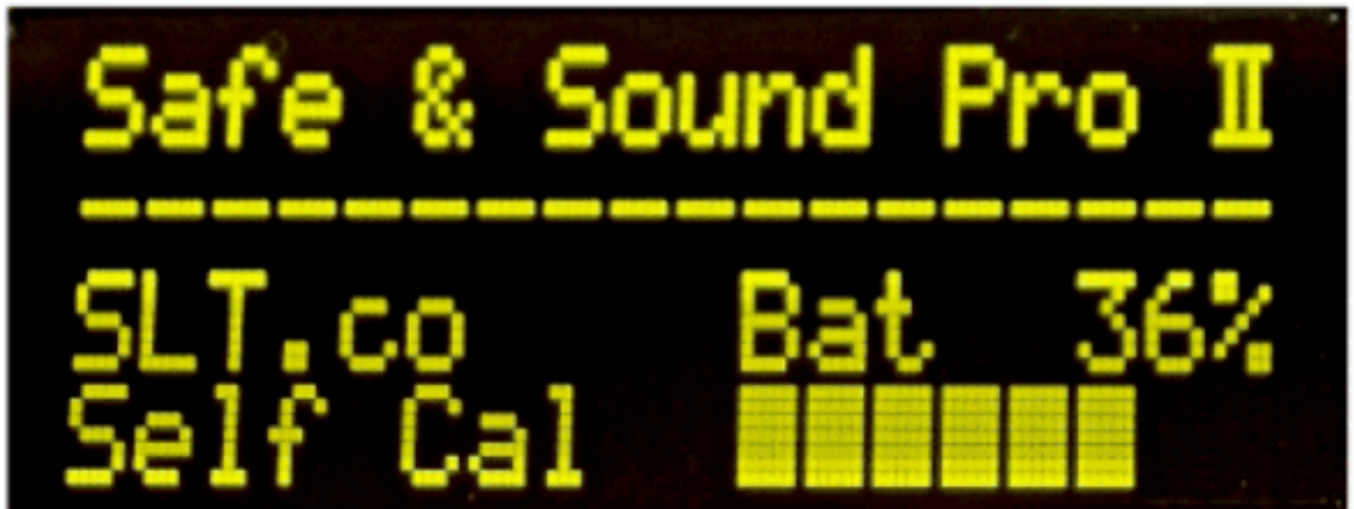 Safe & Sound Pro II
------------------
SLT.co Bat 36%
Self Cal